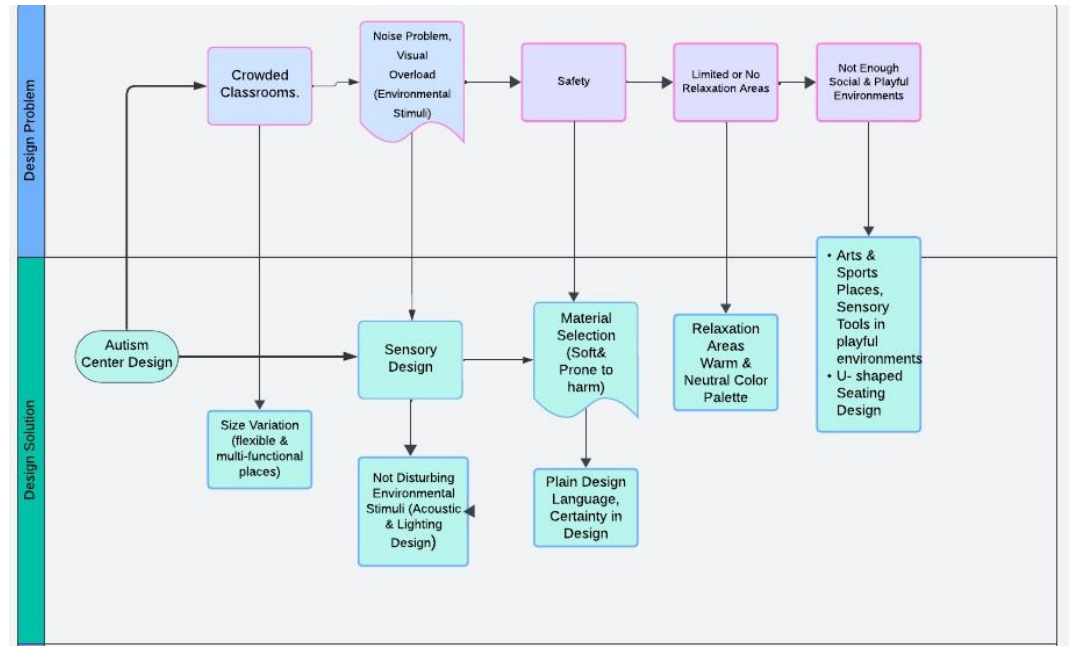 Design Problem
Crowded
Classrooms.
Noise Problem,
Visual
Overload
(Environmental
Stimuli)
Safety
Limited or No
Relaxation Areas
Not Enough
Social & Playful
Environments
Design Solution
Autism
Center Design
Size Variation
(flexible &
multi-functional
places)
Sensory
Design
Not Disturbing
Environmental
Stimuli (Acoustic
& Lighting
Design)
Material
Selection
(Soft&
Prone to
harm)
Plain Design
Language,
Certainty in
Design
Relaxation
Areas
Warm &
Neutral Color
Palette
• Arts &
Sports
Places,
Sensory
Tools in
playful
environments
• U- shaped
Seating
Design